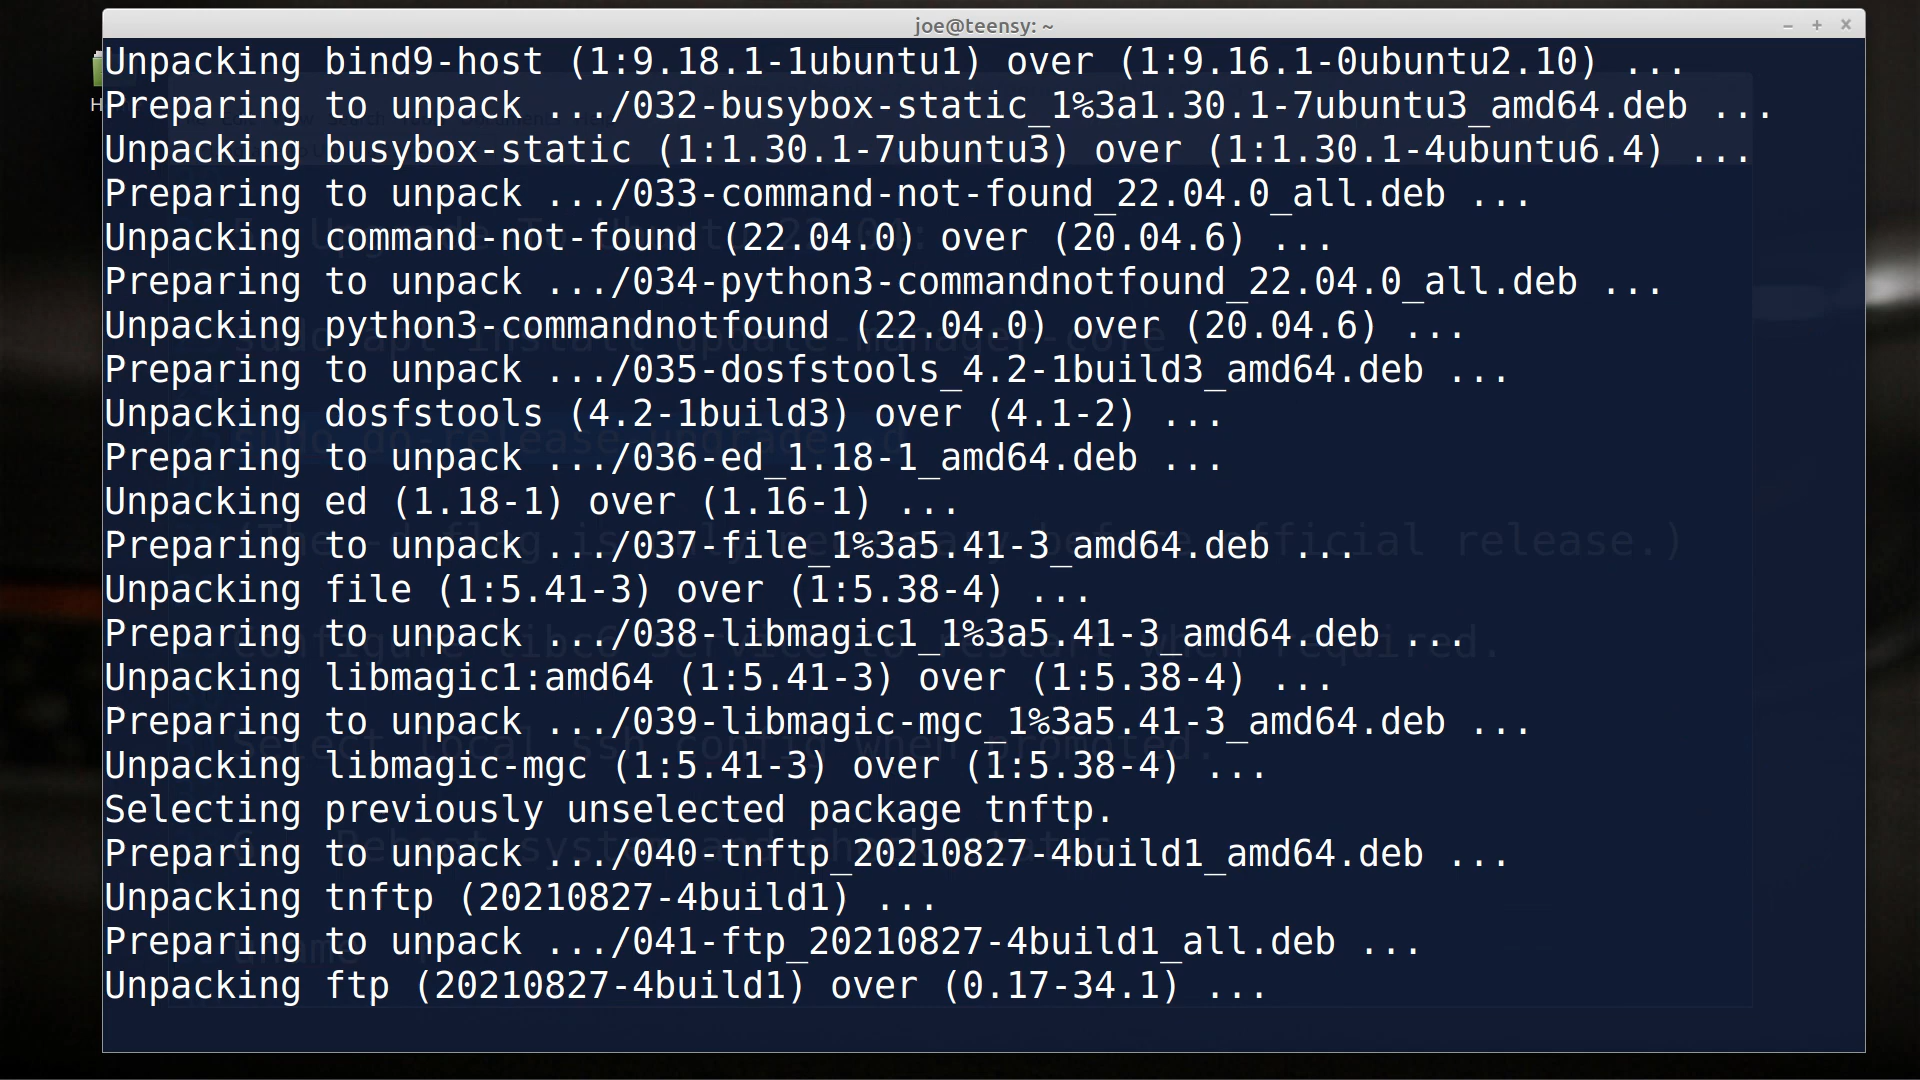 joe@teensy: ~
Unpacking bind9-host (1:9.18.1-1ubuntu1) over (1:9.16.1-0ubuntu2.10) ...
Preparing to unpack .../032-busybox-static_1%3a1.30.1-7ubuntu3_amd64.deb ...
Unpacking busybox-static (1:1.30.1-7ubuntu3) over (1:1.30.1-4ubuntu6.4) ...
Preparing to unpack .../033-command-not-found_22.04.0_all.deb ...
Unpacking command-not-found (22.04.0) over (20.04.6) ...
Preparing to unpack .../034-python3-commandnotfound_22.04.0_all.deb ...
Unpacking python3-commandnotfound (22.04.0) over (20.04.6) ...
Preparing to unpack .../035-dosfstools_4.2-1build3_amd64.deb ...
Unpacking dosfstools (4.2-1build3) over (4.1-2) ...
Preparing to unpack .../036-ed_1.18-1_amd64.deb ...
Unpacking ed (1.18-1) over (1.16-1) ...
Preparing to unpack .../037-file_1%3a5.41-3_amd64.deb ...
Unpacking file (1:5.41-3) over (1:5.38-4) ...
Preparing to unpack .../038-libmagic1_1%3a5.41-3_amd64.deb ...
Unpacking libmagic1:amd64 (1:5.41-3) over (1:5.38-4) ...
Preparing to unpack .../039-libmagic-mgc_1%3a5.41-3_amd64.deb ...
Unpacking libmagic-mgc (1:5.41-3) over (1:5.38-4) ...
Selecting previously unselected package tnftp.
Preparing to unpack .../040-tnftp_20210827-4build1_amd64.deb ...
Unpacking tnftp (20210827-4build1) ...
Preparing to unpack .../041-ftp_20210827-4build1_all.deb ...
Unpacking ftp (20210827-4build1) over (0.17-34.1) ...